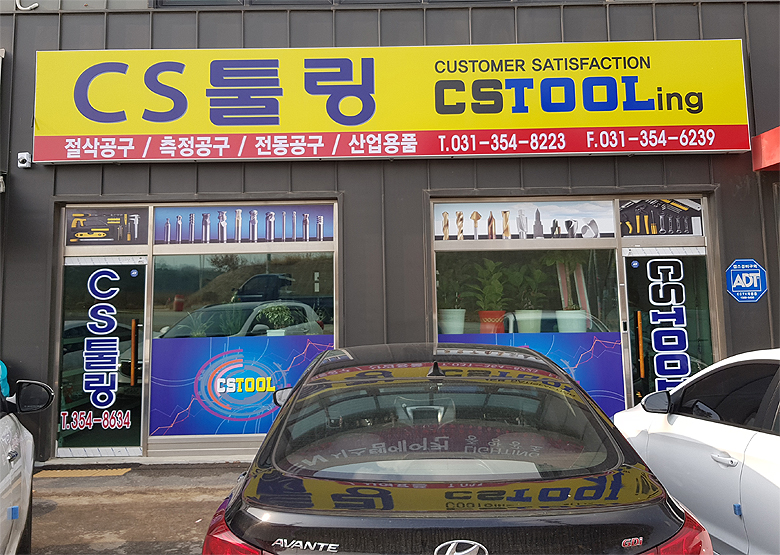 CS툴링
CUSTOMER SATISFACTION
CSTOOLing
절삭공구 / 측정공구 / 전동공구 / 산업용품 T.031-354-8223 F.031-354-6239
CS툴링
T.354-8634
CSTOOL
CSTOOL
ADT
AVANTE
GDi